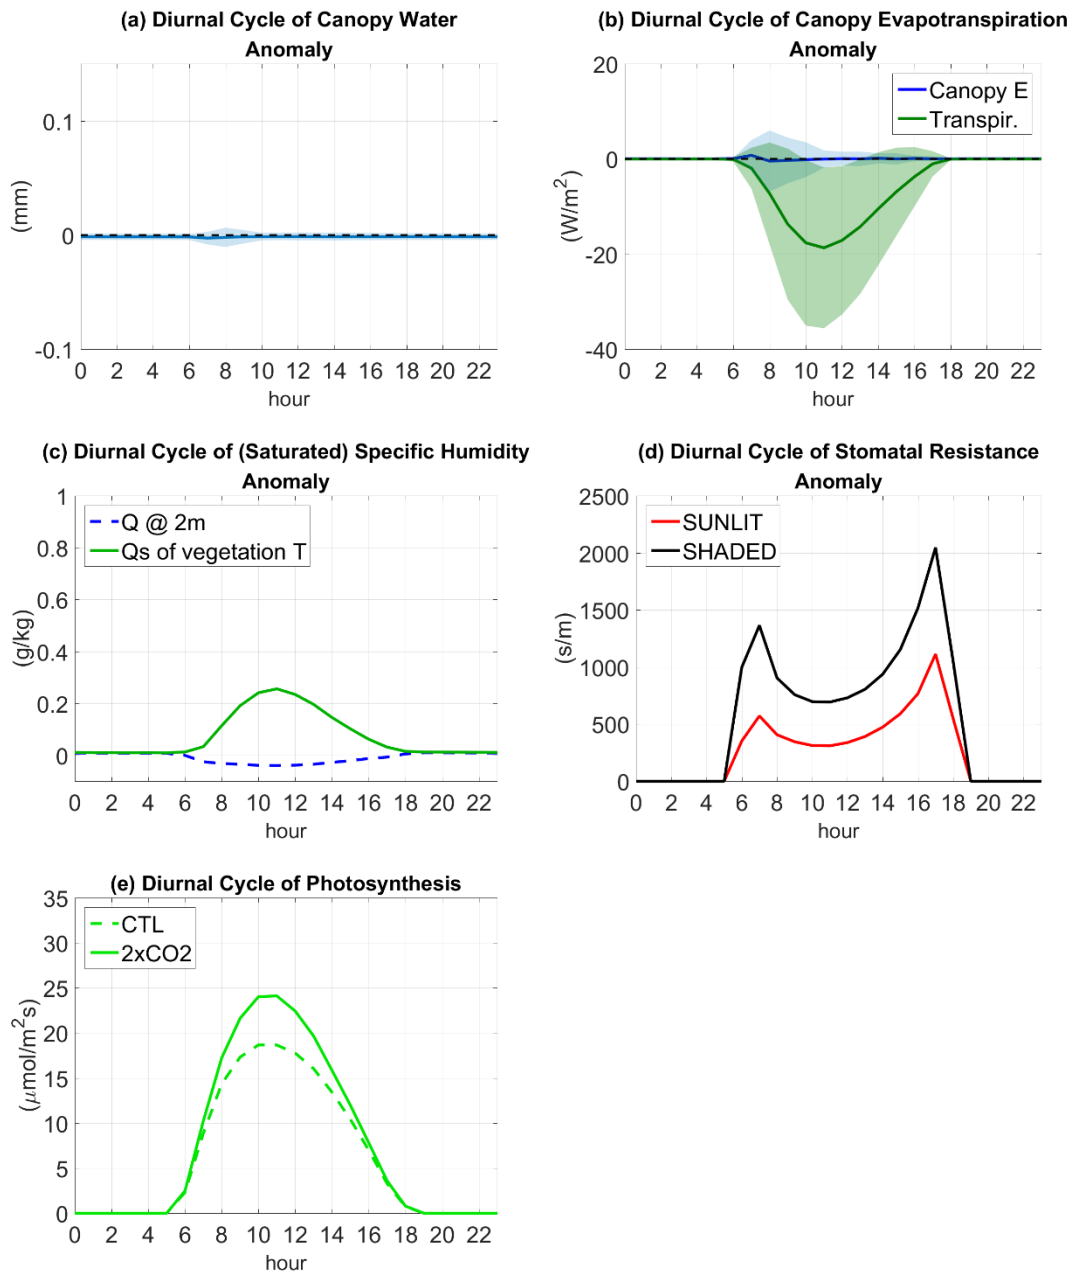 (a) Diurnal Cycle of Canopy Water
Anomaly
0.1
0
-0.1
(mm)
0 2 4 6 8 10 12 14 16 18 20 22
hour
(b) Diurnal Cycle of Canopy Evapotranspiration
Anomaly
20
0
-20
-40
(W/m²)
Canopy E
Transpir.
0 2 4 6 8 10 12 14 16 18 20 22
hour
(c) Diurnal Cycle of (Saturated) Specific Humidity
Anomaly
1
0.8
0.6
0.4
0.2
0
(g/kg)
Q @ 2m
Qs of vegetation T
0 2 4 6 8 10 12 14 16 18 20 22
hour
(d) Diurnal Cycle of Stomatal Resistance
Anomaly
2500
2000
1500
1000
500
0
(s/m)
SUNLIT
SHADED
0 2 4 6 8 10 12 14 16 18 20 22
hour
(e) Diurnal Cycle of Photosynthesis
35
30
25
20
15
10
5
0
(μmol/m²s)
CTL
2xCO2
0 2 4 6 8 10 12 14 16 18 20 22
hour